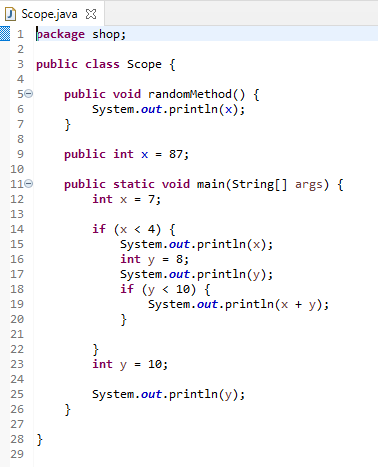 Scope.java
1 package shop;
2
3 public class Scope {
4
5 public void randomMethod() {
6 System.out.println(x);
7 }
8
9 public int x = 87;
10
11 public static void main(String[] args) {
12 int x = 7;
13
14 if (x < 4) {
15 System.out.println(x);
16 int y = 8;
17 System.out.println(y);
18 if (y < 10) {
19 System.out.println(x + y);
20 }
21
22 }
23 int y = 10;
24
25 System.out.println(y);
26 }
27
28 }
29